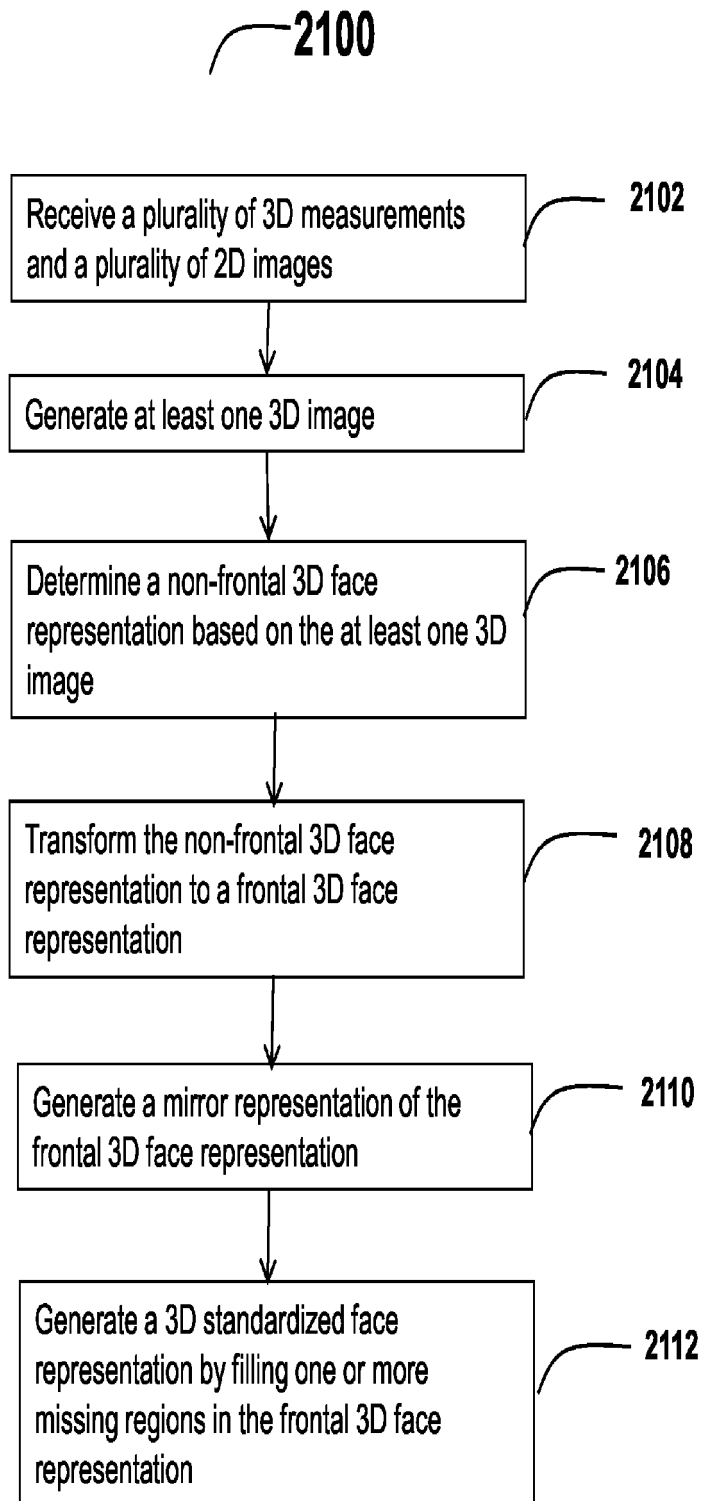 2100
Receive a plurality of 3D measurements
and a plurality of 2D images
2102
Generate at least one 3D image
2104
Determine a non-frontal 3D face
representation based on the at least one 3D
image
2106
Transform the non-frontal 3D face
representation to a frontal 3D face
representation
2108
Generate a mirror representation of the
frontal 3D face representation
2110
Generate a 3D standardized face
representation by filling one or more
missing regions in the frontal 3D face
representation
2112